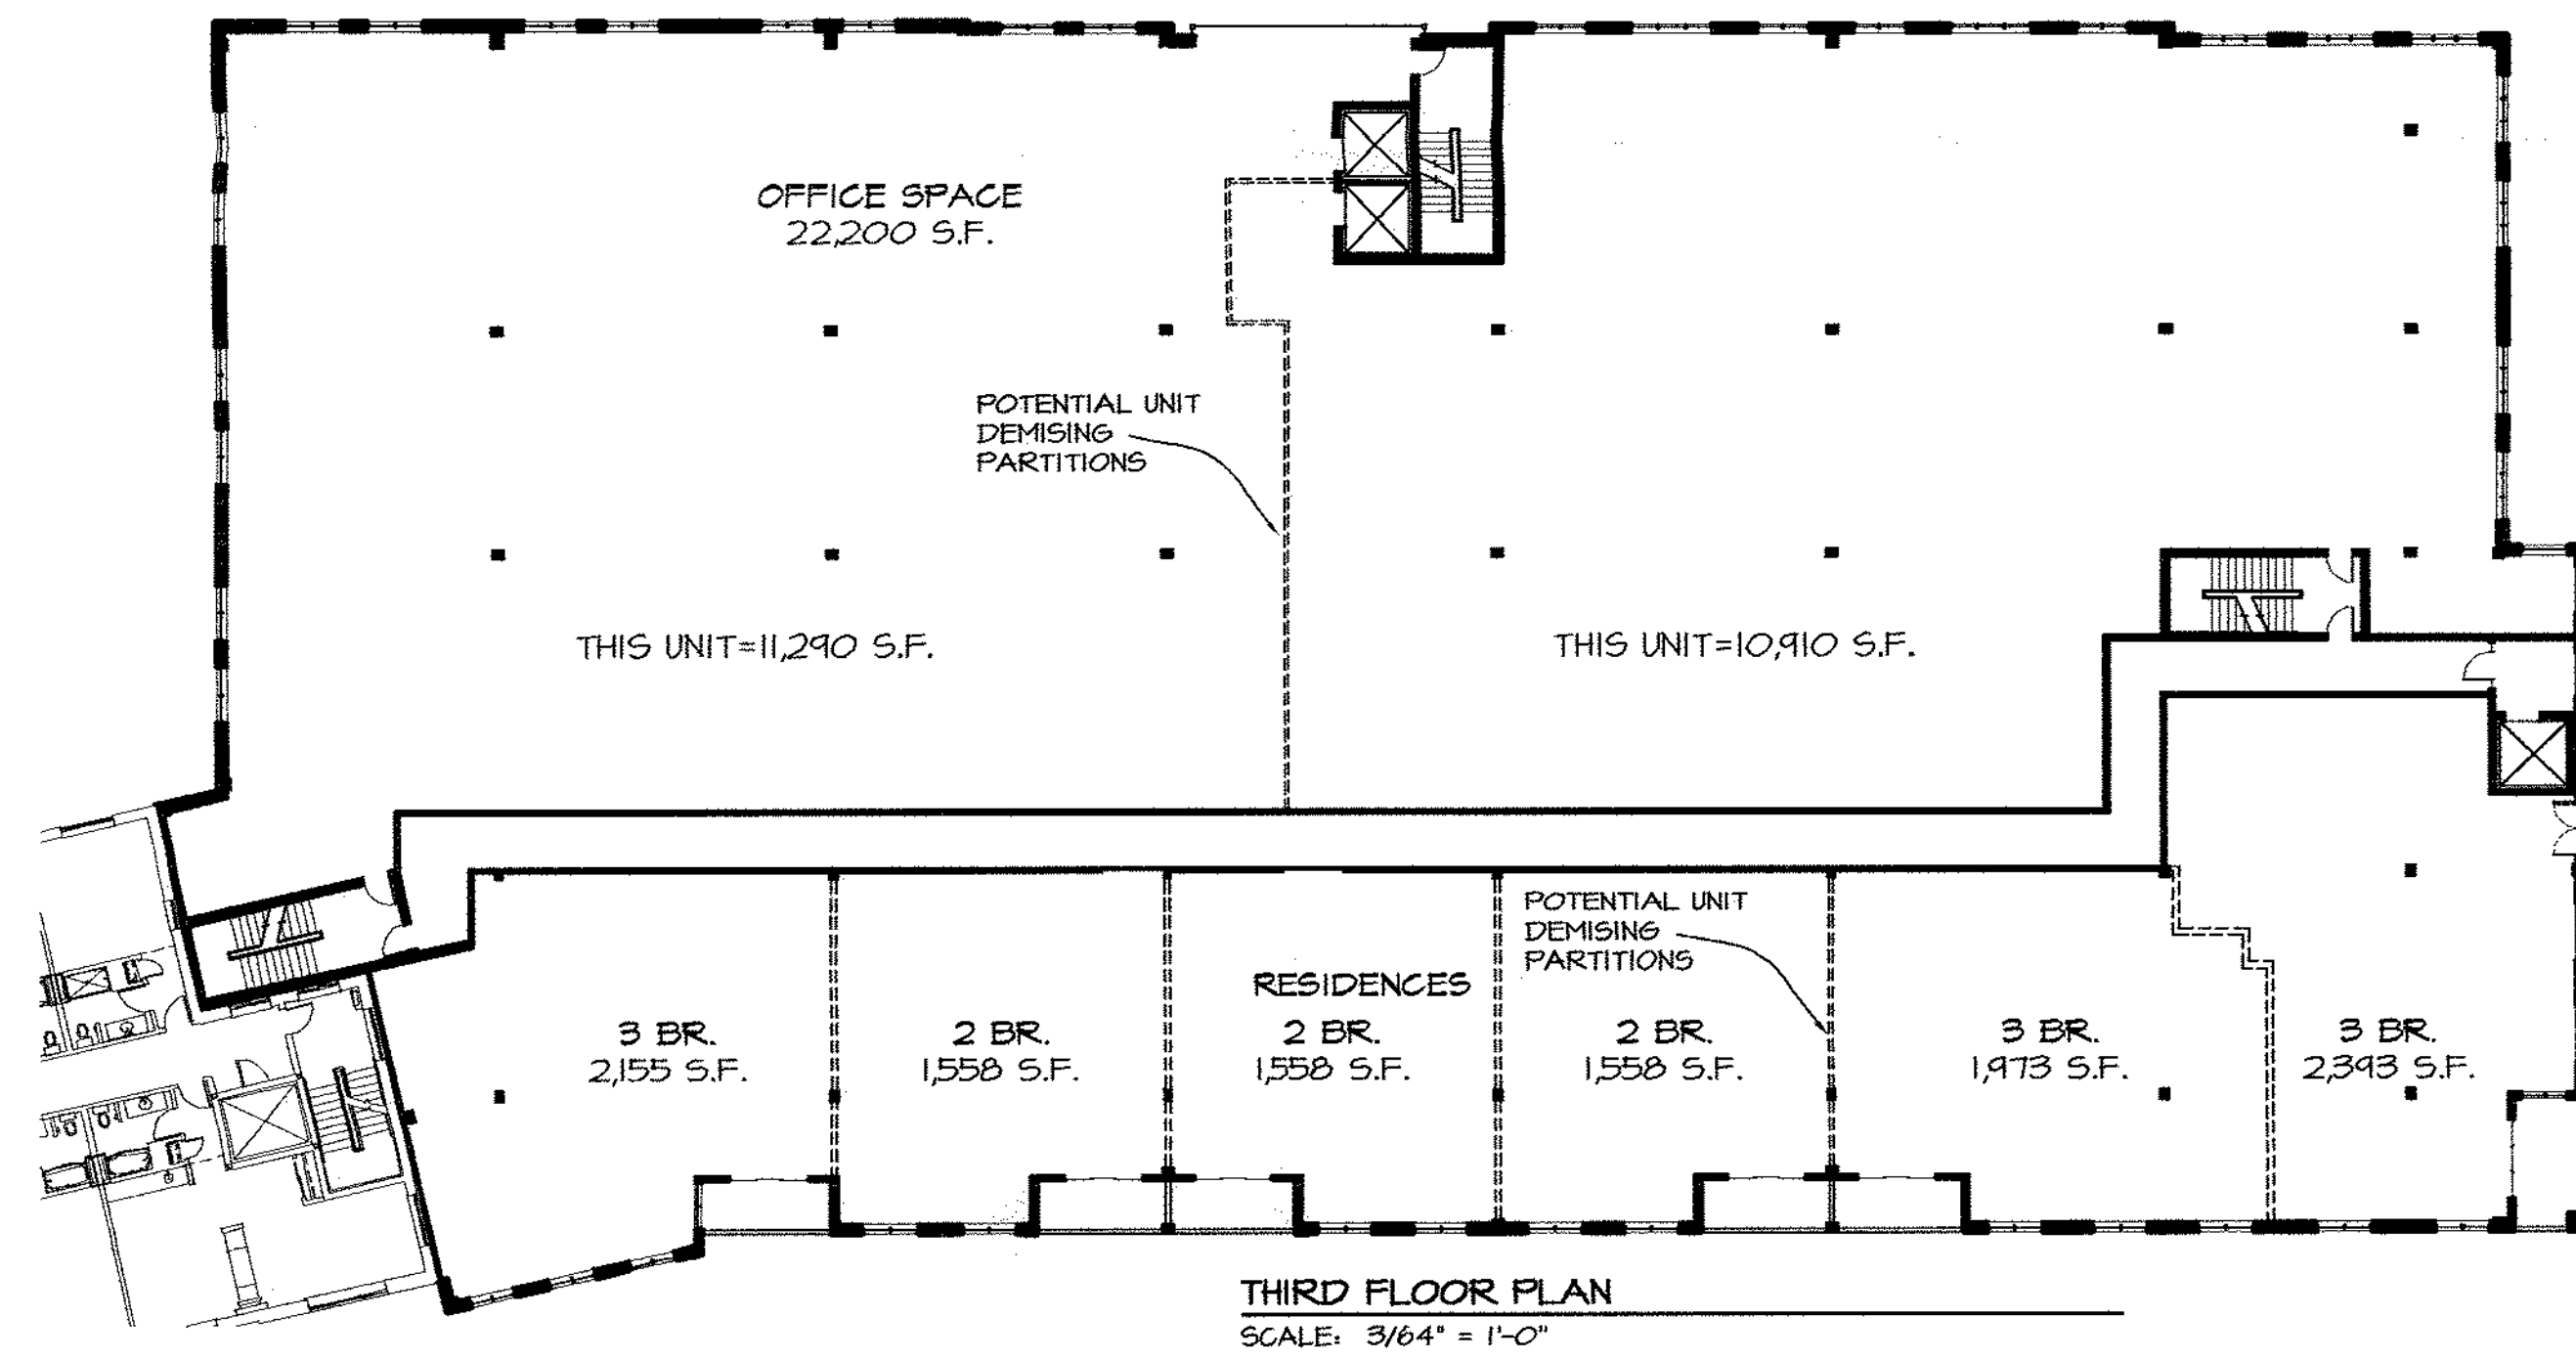 OFFICE SPACE
22,200 S.F.
POTENTIAL UNIT
DEMISING
PARTITIONS
THIS UNIT=11,290 S.F.
THIS UNIT=10,910 S.F.
POTENTIAL UNIT
DEMISING
PARTITIONS
RESIDENCES
3 BR.
2,155 S.F.
2 BR.
1,558 S.F.
2 BR.
1,558 S.F.
2 BR.
1,558 S.F.
3 BR.
1,973 S.F.
3 BR.
2,393 S.F.
THIRD FLOOR PLAN
SCALE: 3/64" = 1'-0"